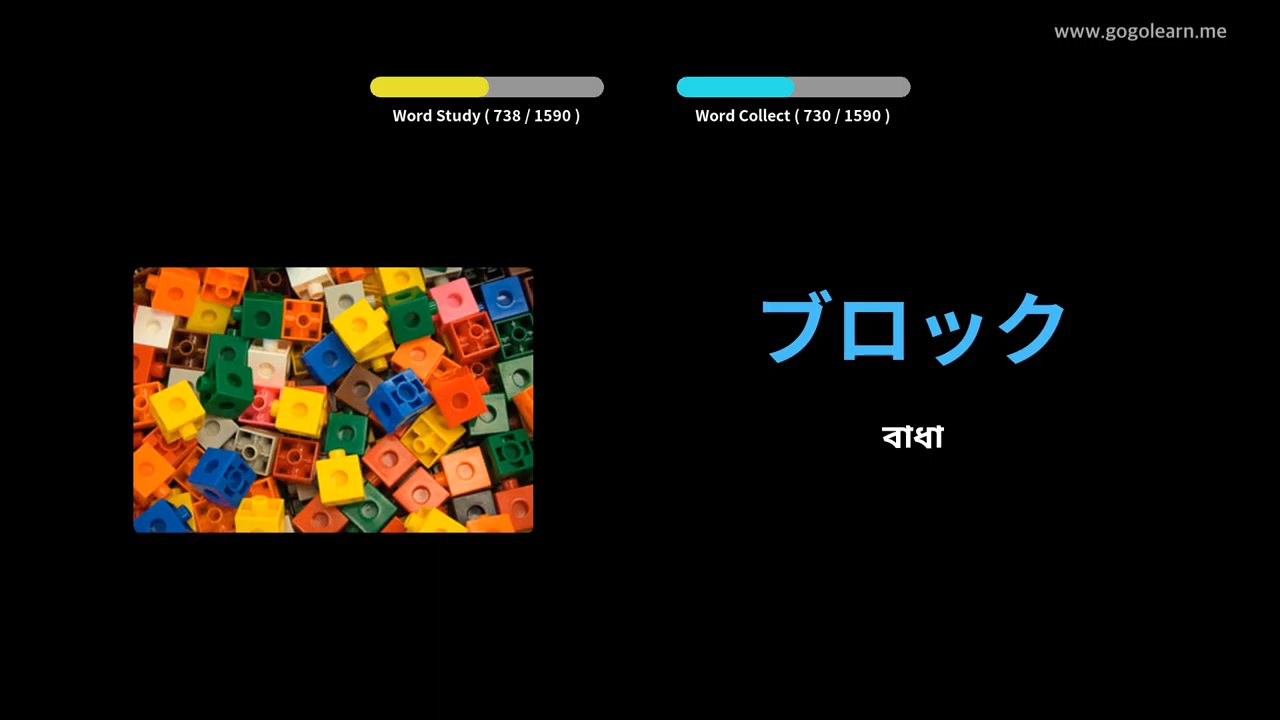 www.gogolearn.me
Word Study ( 738 / 1590 )
Word Collect ( 730 / 1590 )
ブロック
বাধা